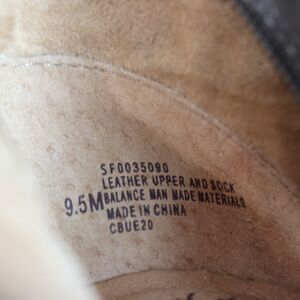 SF0035090
LEATHER UPPER AND SOCK
9.5M BALANCE MAN MADE MATERIALS
MADE IN CHINA
CBUE20